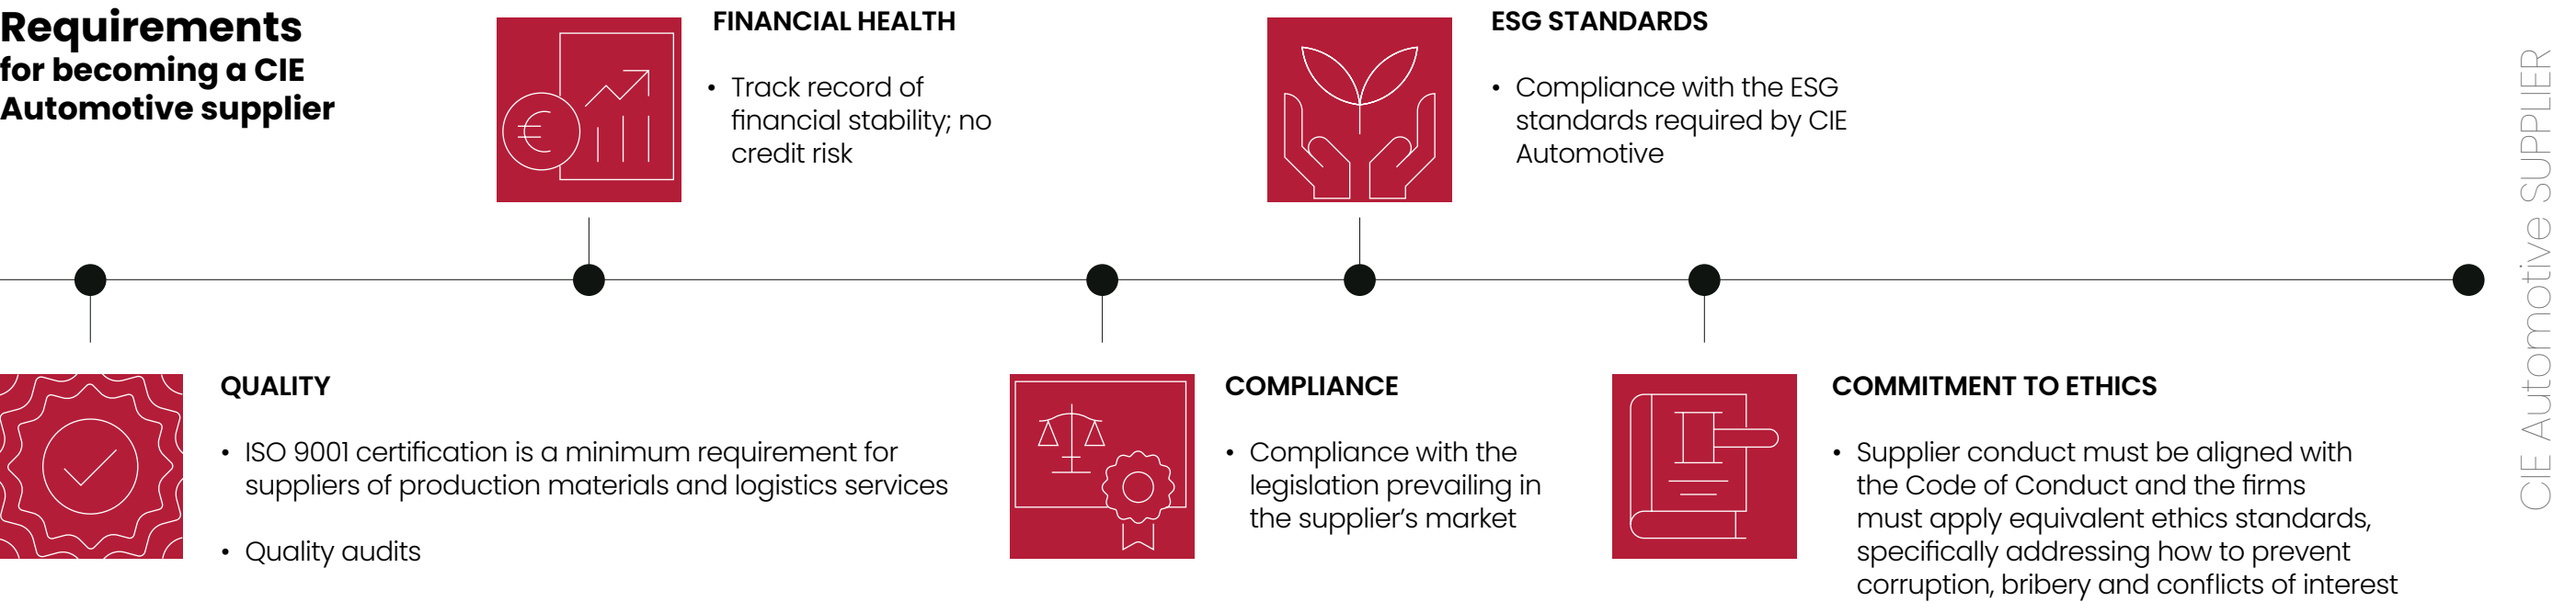 Requirements
for becoming a CIE
Automotive supplier
FINANCIAL HEALTH
• Track record of
financial stability; no
credit risk
ESG STANDARDS
• Compliance with the ESG
standards required by CIE
Automotive
QUALITY
• ISO 9001 certification is a minimum requirement for
suppliers of production materials and logistics services
• Quality audits
COMPLIANCE
• Compliance with the
legislation prevailing in
the supplier’s market
COMMITMENT TO ETHICS
• Supplier conduct must be aligned with
the Code of Conduct and the firms
must apply equivalent ethics standards,
specifically addressing how to prevent
corruption, bribery and conflicts of interest
CIE Automotive SUPPLIER